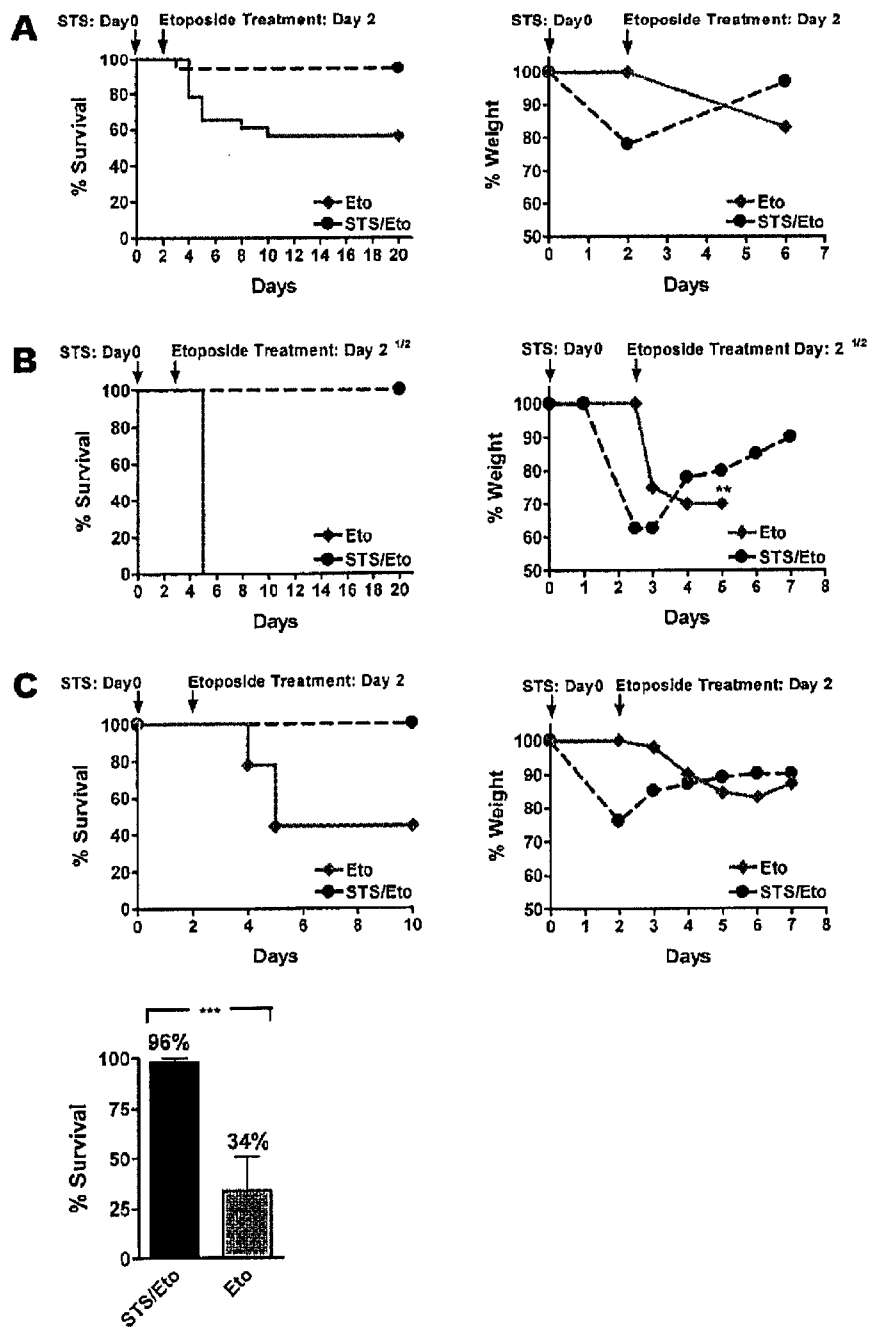 A
STS: Day0 Etoposide Treatment: Day 2
100
80
60
40
20
0
% Survival
Eto
STS/Eto
0 2 4 6 8 10 12 14 16 18 20
Days
STS: Day0 Etoposide Treatment: Day 2
100
90
80
70
60
50
% Weight
Eto
STS/Eto
0 1 2 3 4 5 6 7
Days
B
STS: Day0 Etoposide Treatment: Day 2 1/2
100
80
60
40
20
0
% Survival
Eto
STS/Eto
0 2 4 6 8 10 12 14 16 18 20
Days
STS: Day0 Etoposide Treatment Day: 2 1/2
100
90
80
70
60
50
% Weight
**
Eto
STS/Eto
0 1 2 3 4 5 6 7 8
Days
C
STS: Day0 Etoposide Treatment: Day 2
100
80
60
40
20
0
% Survival
Eto
STS/Eto
0 2 4 6 8 10
Days
STS: Day0 Etoposide Treatment: Day 2
100
90
80
70
60
50
% Weight
Eto
STS/Eto
0 1 2 3 4 5 6 7 8
Days
***
96%
34%
100
75
50
25
0
% Survival
STS/Eto
Eto